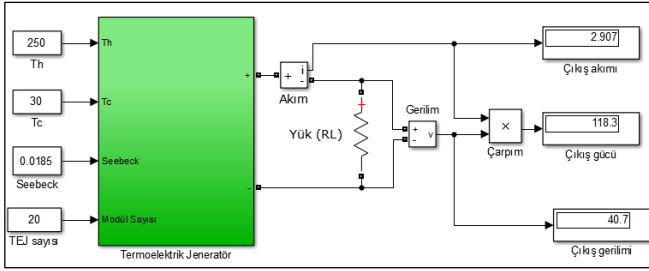 250
Th
30
Tc
0.0185
Seebeck
20
TEJ sayısı
Th
Tc
Seebeck
Modül Sayısı
+
-
Termoelektrik Jeneratör
+ i
-
Akım
+
Yük (RL)
Gerilim
+
- v
×
Çarpım
2.907
Çıkış akımı
118.3
Çıkış gücü
40.7
Çıkış gerilimi